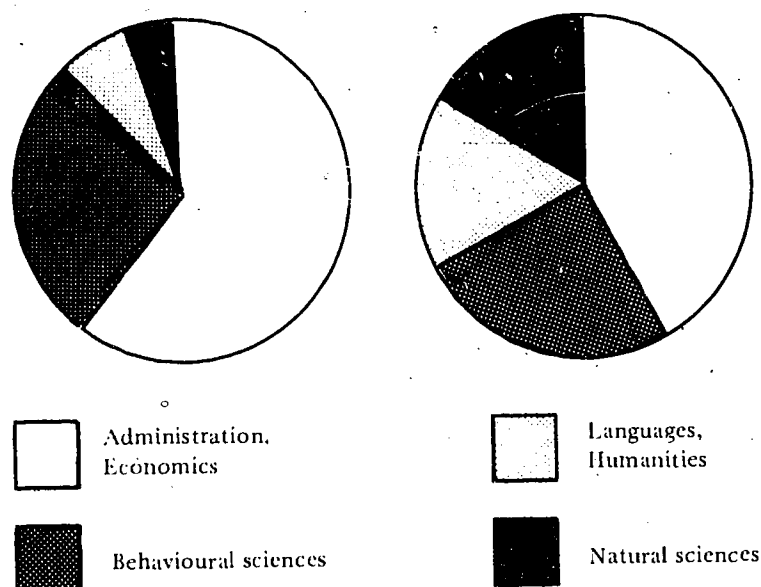 Administration,
Economics
Languages,
Humanities
Behavioural sciences
Natural sciences